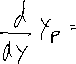 d/dy Y_p =